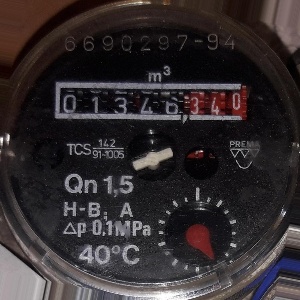 6690297-94
m³
01346,340
TCS 142
91-1005
PREMA
Qn 1,5
H-B, A
Δp 0.1MPa
40°C